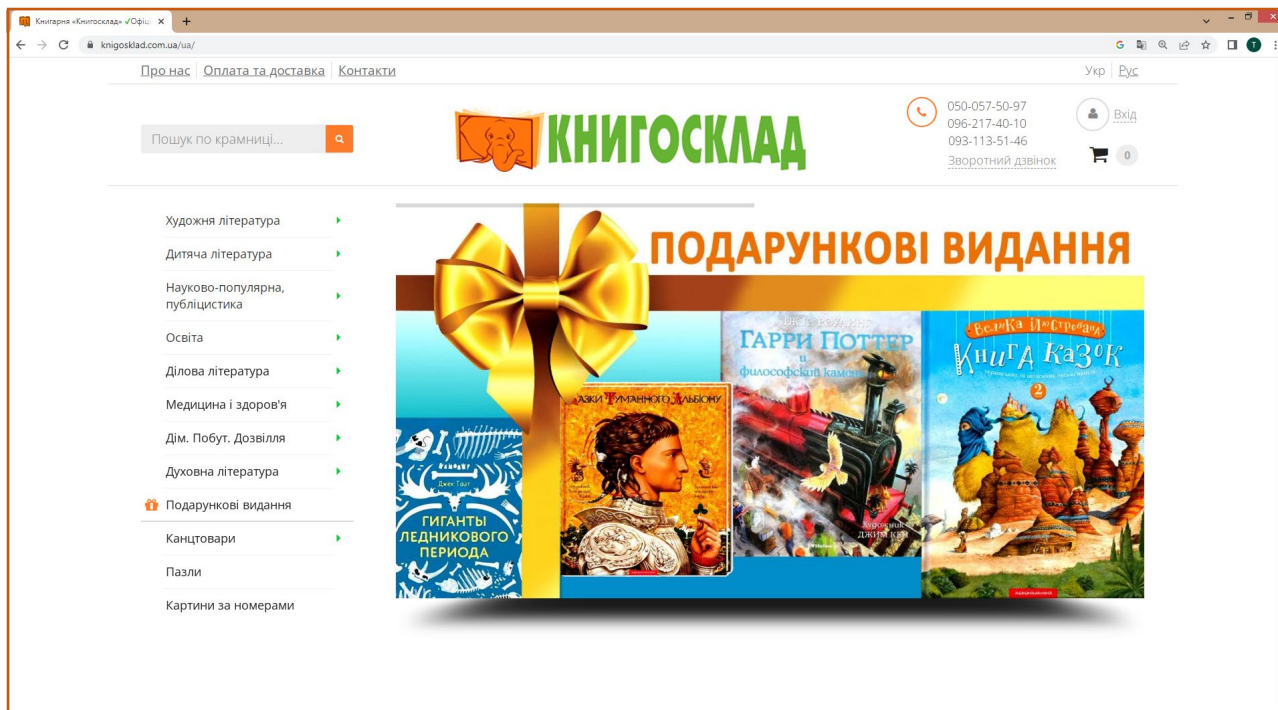 Книгарня «Книгосклад» ✓Офіц
knigosklad.com.ua/ua/
Про нас Оплата та доставка Контакти
Укр Рус
Пошук по крамниці...
КНИГОСКЛАД
050-057-50-97
096-217-40-10
093-113-51-46
Зворотний дзвінок
Вхід
0
Художня література
Дитяча література
Науково-популярна,
публіцистика
Освіта
Ділова література
Медицина і здоров'я
Дім. Побут. Дозвілля
Духовна література
Подарункові видання
Канцтовари
Пазли
Картини за номерами
ПОДАРУНКОВІ ВИДАННЯ
Джек Тайт
ГИГАНТЫ
ЛЕДНИКОВОГО
ПЕРИОДА
КАЗКИ ТУМАННОГО АЛЬБІОНУ
ДЖ.К. РОУЛИНГ
ГАРРИ ПОТТЕР
и
философский камень
Художник
ДЖИМ КЕЙ
Велика ілюстрована
Книга Казок
2